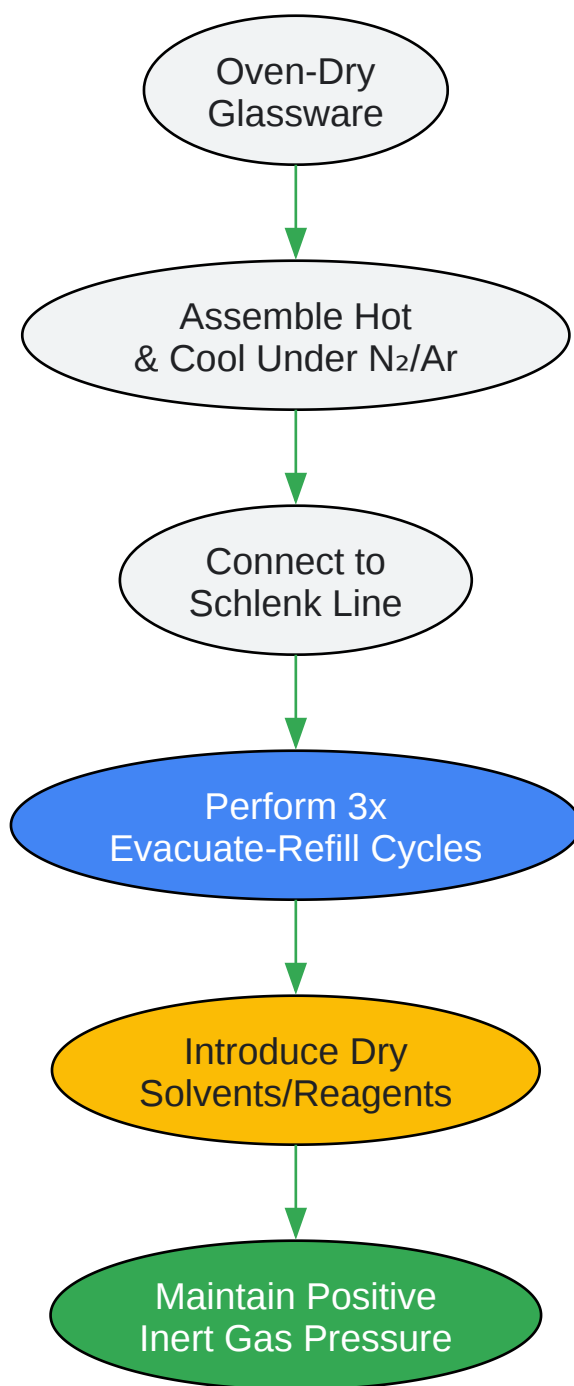 Oven-Dry
Glassware
Assemble Hot
& Cool Under N₂/Ar
Connect to
Schlenk Line
Perform 3x
Evacuate-Refill Cycles
Introduce Dry
Solvents/Reagents
Maintain Positive
Inert Gas Pressure